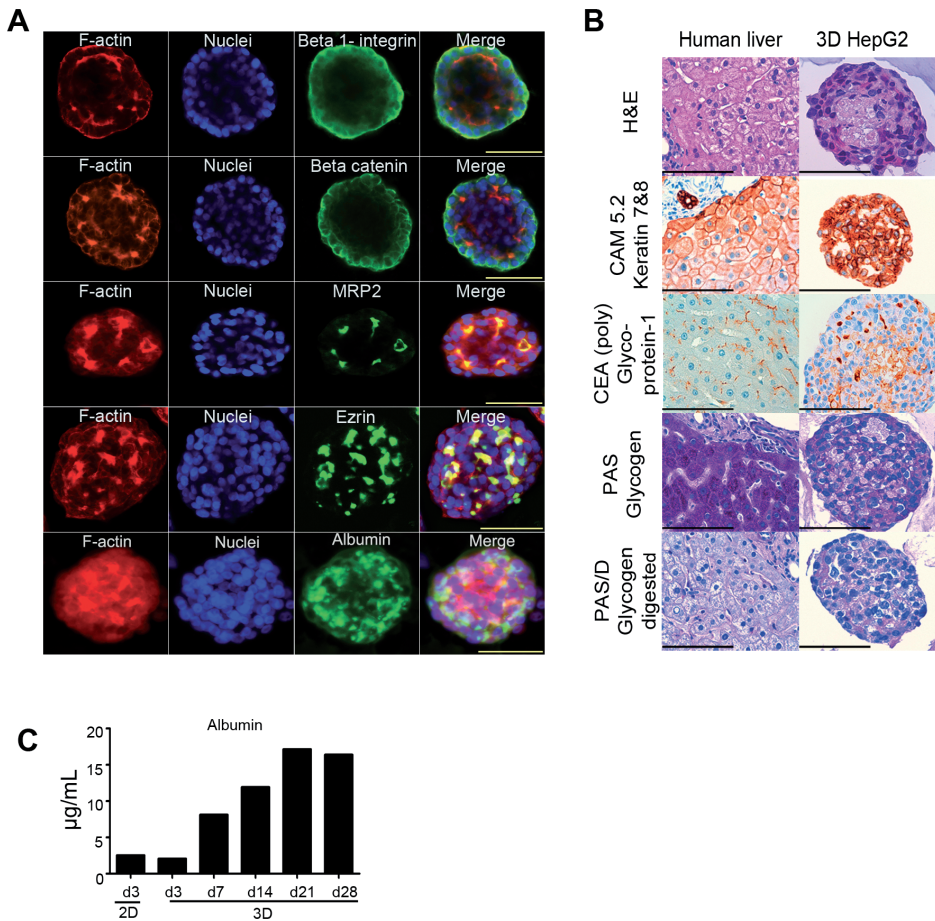 A
F-actin Nuclei Beta 1- integrin Merge
F-actin Nuclei Beta catenin Merge
F-actin Nuclei MRP2 Merge
F-actin Nuclei Ezrin Merge
F-actin Nuclei Albumin Merge
B
Human liver 3D HepG2
H&E
CAM 5.2
Keratin 7&8
CEA (poly)
Glyco-
protein-1
PAS
Glycogen
PAS/D
Glycogen
digested
C
Albumin
µg/mL
20
15
10
5
0
d3 d3 d7 d14 d21 d28
2D 3D